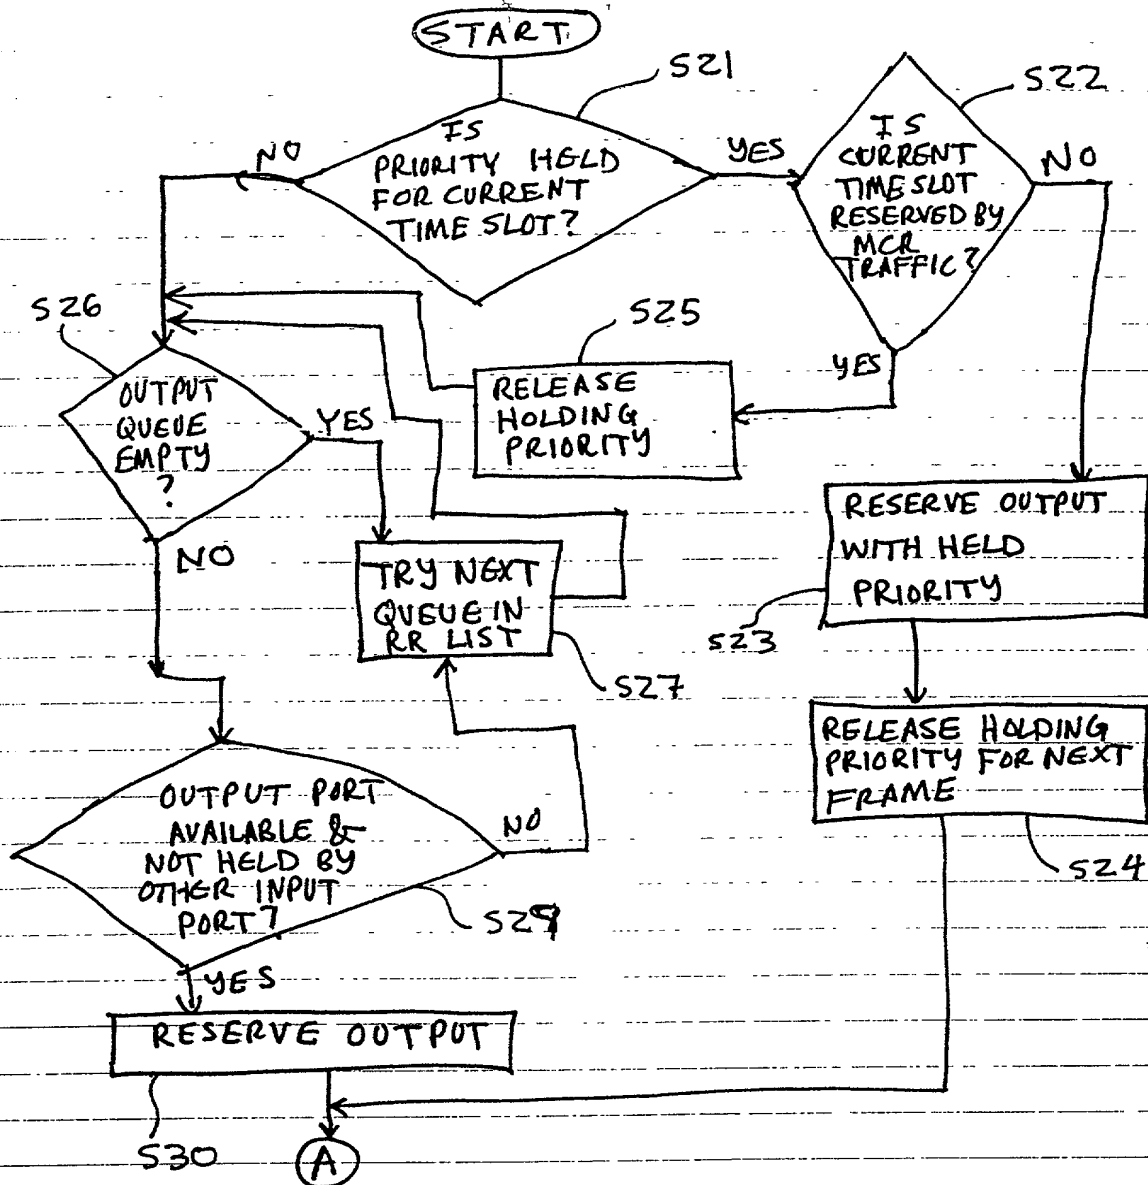 START
S21
IS
PRIORITY HELD
FOR CURRENT
TIME SLOT?
NO
YES
S22
IS
CURRENT
TIME SLOT
RESERVED BY
MCR
TRAFFIC?
NO
YES
S25
RELEASE
HOLDING
PRIORITY
S26
OUTPUT
QUEUE
EMPTY
?
YES
NO
TRY NEXT
QUEUE IN
RR LIST
S27
RESERVE OUTPUT
WITH HELD
PRIORITY
S23
RELEASE HOLDING
PRIORITY FOR NEXT
FRAME
S24
OUTPUT PORT
AVAILABLE &
NOT HELD BY
OTHER INPUT
PORT?
NO
S29
YES
RESERVE OUTPUT
S30
A